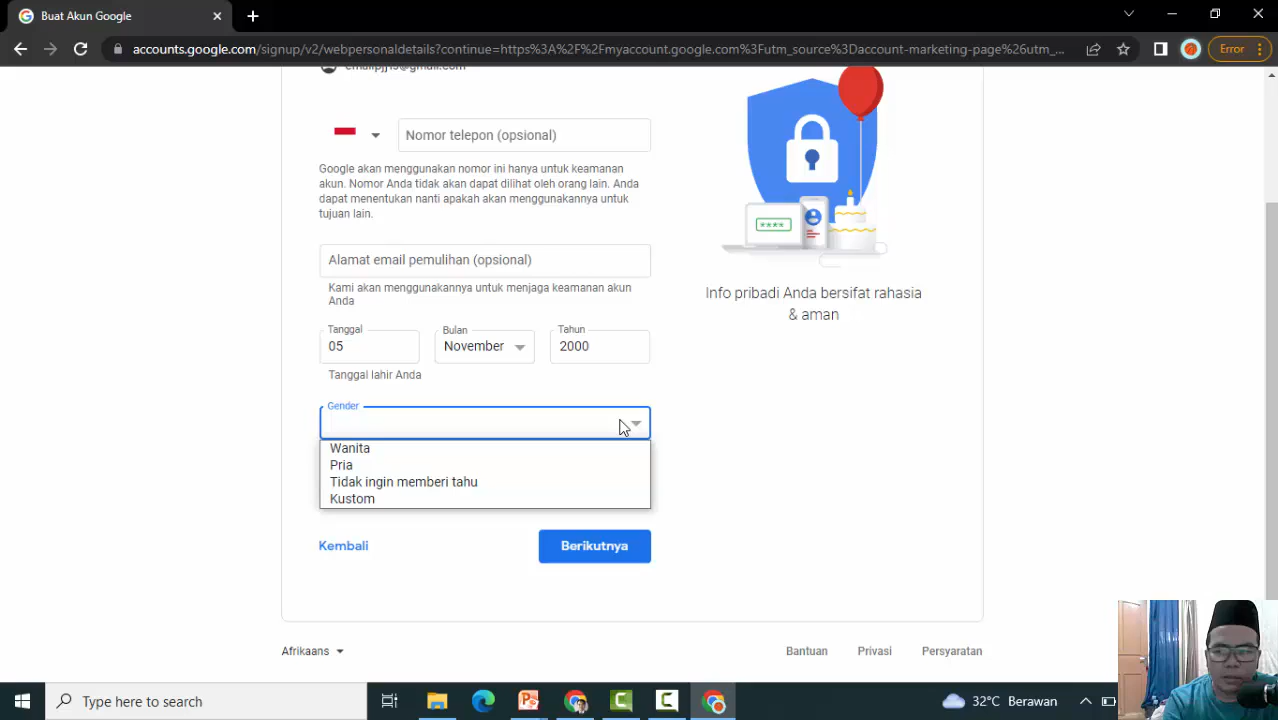 Buat Akun Google
accounts.google.com/signup/v2/webpersonaldetails?continue=https%3A%2F%2Fmyaccount.google.com%3Futm_source%3Daccount-marketing-page%26utm_...
Error
Nomor telepon (opsional)
Google akan menggunakan nomor ini hanya untuk keamanan
akun. Nomor Anda tidak akan dapat dilihat oleh orang lain. Anda
dapat menentukan nanti apakah akan menggunakannya untuk
tujuan lain.
Alamat email pemulihan (opsional)
Kami akan menggunakannya untuk menjaga keamanan akun
Anda
Tanggal
Bulan
Tahun
05
November
2000
Tanggal lahir Anda
Gender
Wanita
Pria
Tidak ingin memberi tahu
Kustom
Kembali
Berikutnya
****
Info pribadi Anda bersifat rahasia
& aman
Afrikaans
Bantuan
Privasi
Persyaratan
Type here to search
32°C Berawan